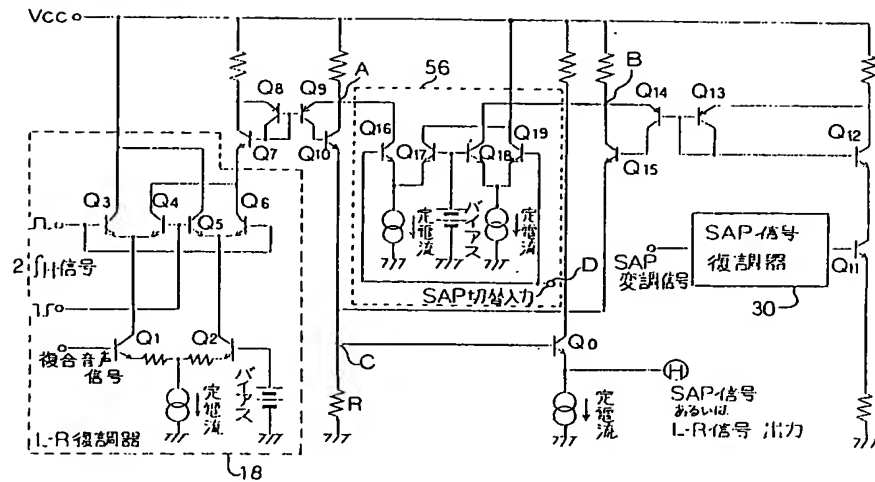 Vcc
A
56
B
Q8
Q9
Q14
Q13
Q16
Q19
Q7
Q10
Q17
Q18
Q15
Q12
Q3
Q4
Q5
Q6
定電流
バイアス
定電流
SAP信号
復調器
SAP
変調信号
Q11
30
2fH信号
D
SAP切替入力
Q1
Q2
複合音声
信号
C
Q0
H
定電流
バイアス
R
定電流
SAP信号
あるいは
L-R信号 出力
L-R復調器
18